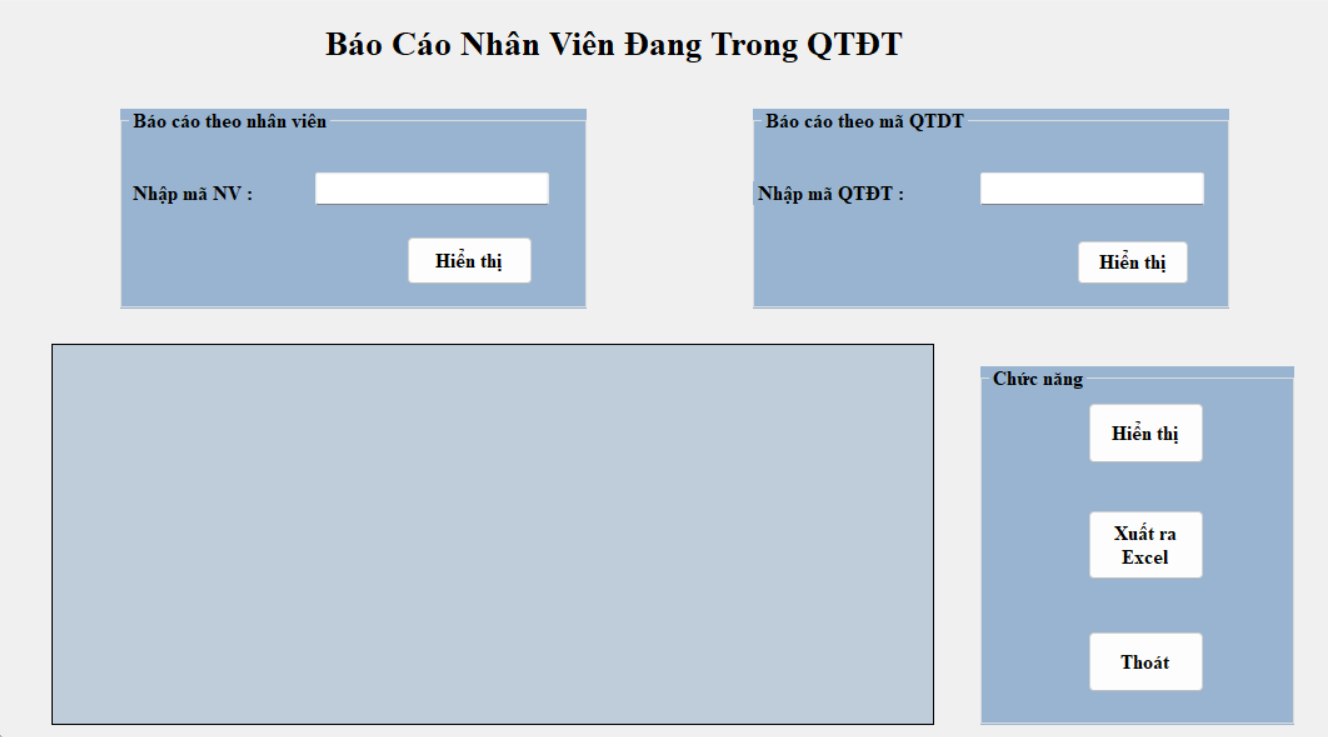 Báo Cáo Nhân Viên Đang Trong QTĐT
Báo cáo theo nhân viên
Nhập mã NV :
Hiển thị
Báo cáo theo mã QTDT
Nhập mã QTĐT :
Hiển thị
Chức năng
Hiển thị
Xuất ra
Excel
Thoát